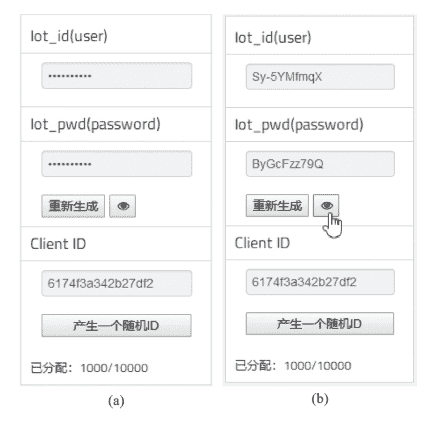 Iot_id(user)
••••••••••
Iot_pwd(password)
••••••••••
重新生成
Client ID
6174f3a342b27df2
产生一个随机ID
已分配：1000/10000
(a)
Iot_id(user)
Sy-5YMfmqX
Iot_pwd(password)
ByGcFzz79Q
重新生成
Client ID
6174f3a342b27df2
产生一个随机ID
已分配：1000/10000
(b)